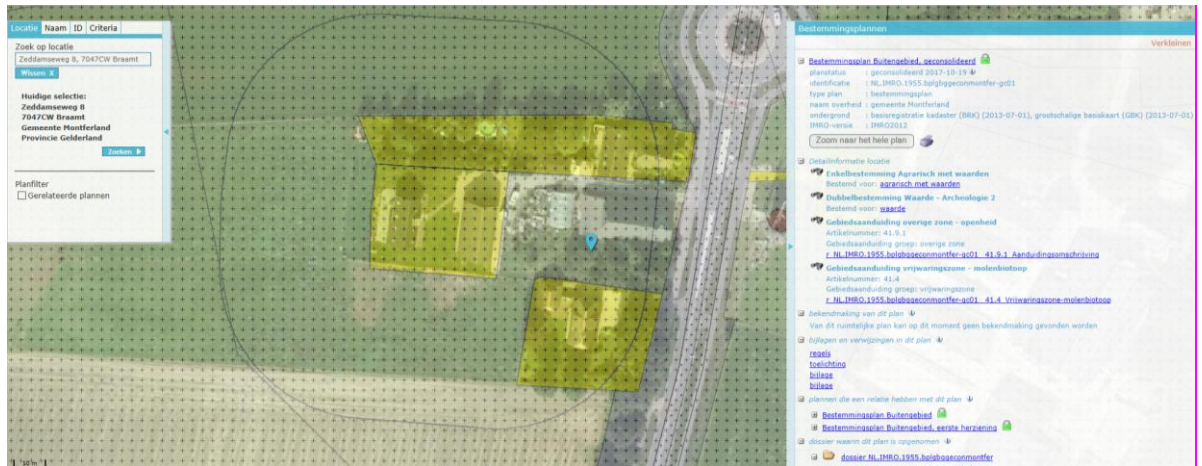 Locatie Naam ID Criteria
Zoek op locatie
Zeddamseweg 8, 7047CW Braamt
Wissen X
Huidige selectie:
Zeddamseweg 8
7047CW Braamt
Gemeente Montferland
Provincie Gelderland
Zoeken
Planfilter
Gerelateerde plannen
10 m
Bestemmingsplannen
Verkleinen
Bestemmingsplan Buitengebied, geconsolideerd
planstatus : geconsolideerd 2017-10-19
identificatie : NL.IMRO.1955.bplgbggeconmontfer-gc01
type plan : bestemmingsplan
naam overheid : gemeente Montferland
ondergrond : basisregistratie kadaster (BRK) (2013-07-01), grootschalige basiskaart (GBK) (2013-07-01)
IMRO-versie : IMRO2012
Zoom naar het hele plan
Detailinformatie locatie
Enkelbestemming Agrarisch met waarden
Bestemd voor: agrarisch met waarden
Dubbelbestemming Waarde - Archeologie 2
Bestemd voor: waarde
Gebiedsaanduiding overige zone - openheid
Artikelnummer: 41.9.1
Gebiedsaanduiding groep: overige zone
r_NL.IMRO.1955.bplgbggeconmontfer-gc01_41.9.1_Aanduidingsomschrijving
Gebiedsaanduiding vrijwaringszone - molenbiotoop
Artikelnummer: 41.4
Gebiedsaanduiding groep: vrijwaringszone
r_NL.IMRO.1955.bplgbggeconmontfer-gc01_41.4_Vrijwaringszone-molenbiotoop
bekendmaking van dit plan
Van dit ruimtelijke plan kan op dit moment geen bekendmaking gevonden worden
bijlagen en verwijzingen in dit plan
regels
toelichting
bijlage
bijlage
plannen die een relatie hebben met dit plan
Bestemmingsplan Buitengebied
Bestemmingsplan Buitengebied, eerste herziening
dossier waarin dit plan is opgenomen
dossier NL.IMRO.1955.bplgbggeconmontfer